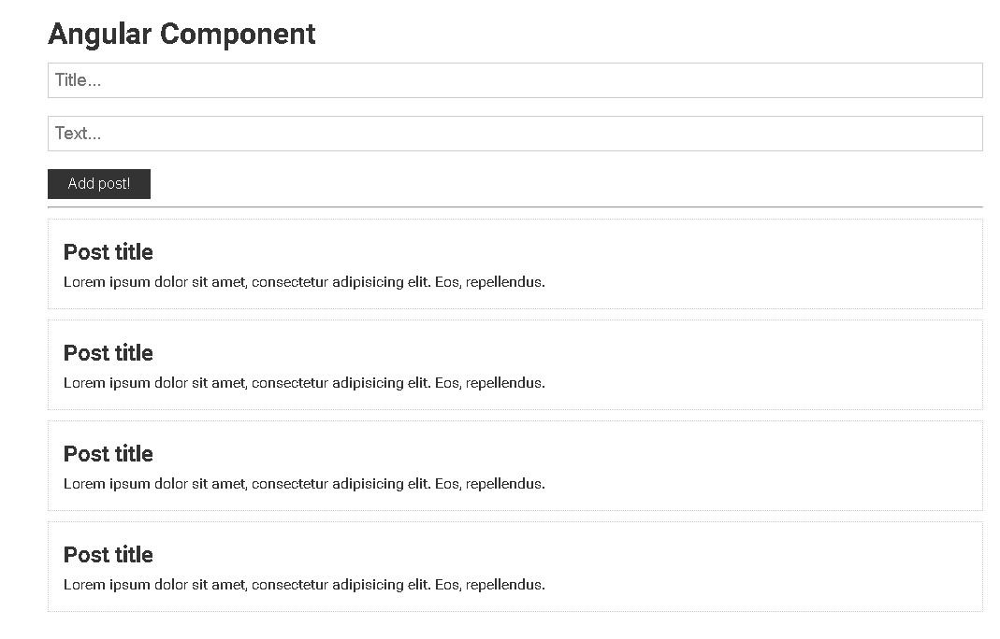 Angular Component
Title...
Text...
Add post!
Post title
Lorem ipsum dolor sit amet, consectetur adipisicing elit. Eos, repellendus.
Post title
Lorem ipsum dolor sit amet, consectetur adipisicing elit. Eos, repellendus.
Post title
Lorem ipsum dolor sit amet, consectetur adipisicing elit. Eos, repellendus.
Post title
Lorem ipsum dolor sit amet, consectetur adipisicing elit. Eos, repellendus.